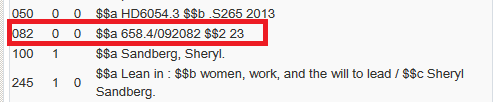 050 0 0 $$a HD6054.3 $$b .S265 2013
082 0 0 $$a 658.4/092082 $$2 23
100 1 $$a Sandberg, Sheryl.
245 1 0 $$a Lean in : $$b women, work, and the will to lead / $$c Sheryl
Sandberg.